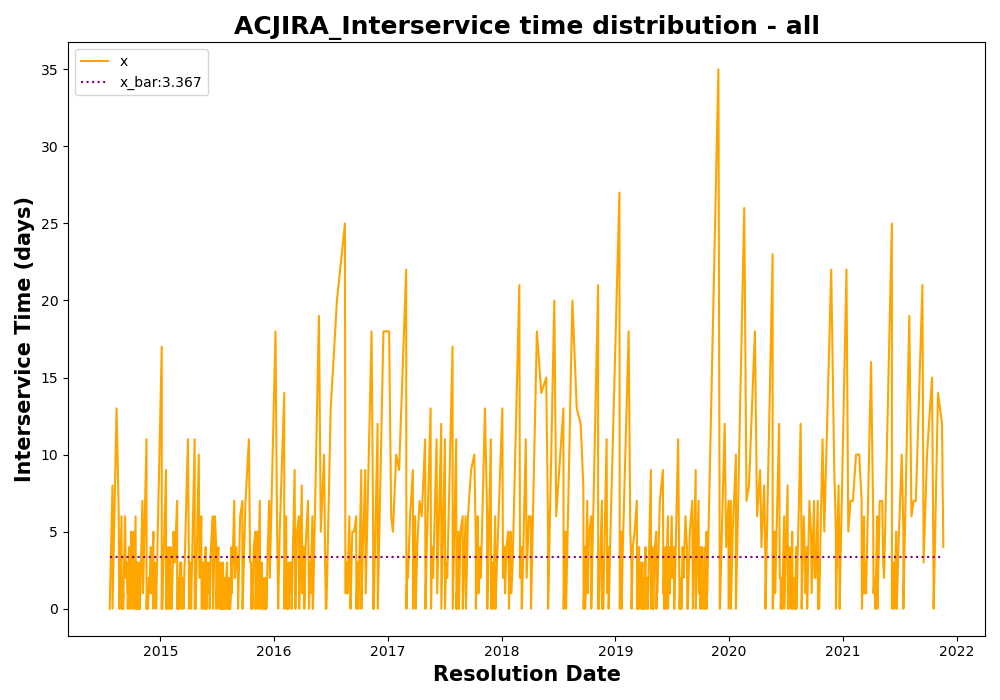 ACJIRA_Interservice time distribution - all
x
x_bar:3.367
Interservice Time (days)
35
30
25
20
15
10
5
0
2015 2016 2017 2018 2019 2020 2021 2022
Resolution Date